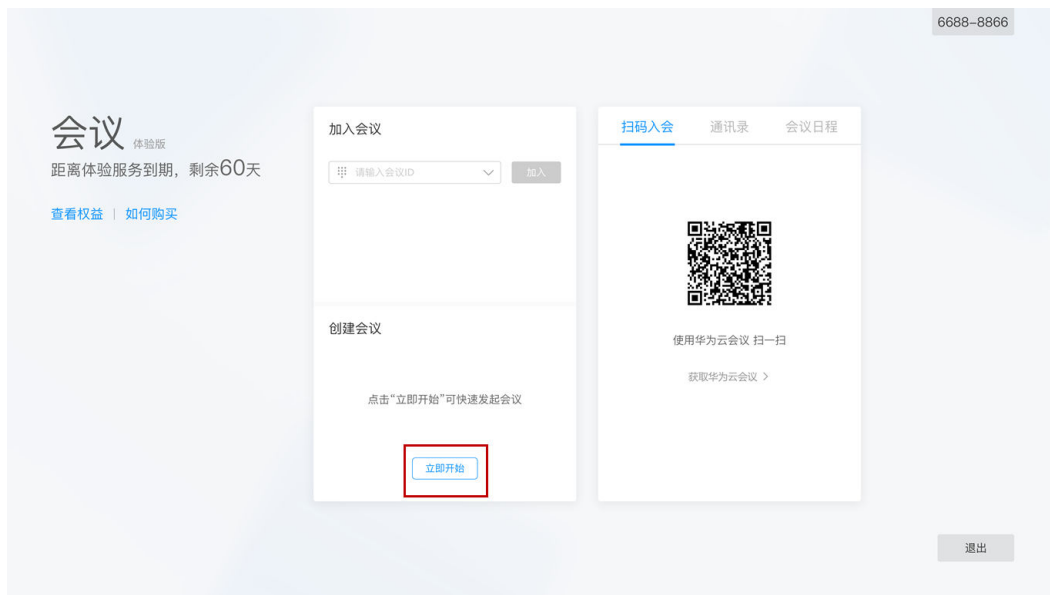 6688-8866
会议 体验版
距离体验服务到期，剩余60天
查看权益 | 如何购买
加入会议
请输入会议ID
加入
创建会议
点击“立即开始”可快速发起会议
立即开始
扫码入会 通讯录 会议日程
使用华为云会议 扫一扫
获取华为云会议 >
退出